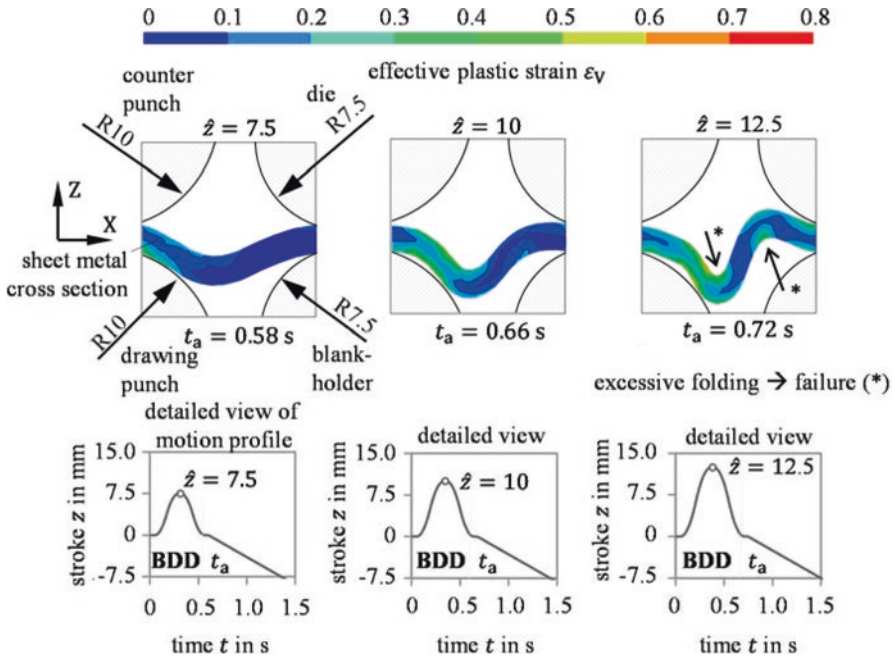 0 0.1 0.2 0.3 0.4 0.5 0.6 0.7 0.8
effective plastic strain εᵥ
counter
punch
die
R10
R7.5
ẑ = 7.5
ẑ = 10
ẑ = 12.5
Z
X
*
*
sheet metal
cross section
R10
R7.5
drawing
punch
tₐ = 0.58 s
blank-
holder
tₐ = 0.66 s
tₐ = 0.72 s
excessive folding → failure (*)
detailed view of
motion profile
stroke z in mm
15.0
7.5
0
-7.5
ẑ = 7.5
BDD tₐ
0 0.5 1.0 1.5
time t in s
detailed view
stroke z in mm
15.0
7.5
0
-7.5
ẑ = 10
BDD tₐ
0 0.5 1.0 1.5
time t in s
detailed view
stroke z in mm
15.0
7.5
0
-7.5
ẑ = 12.5
BDD tₐ
0 0.5 1.0 1.5
time t in s